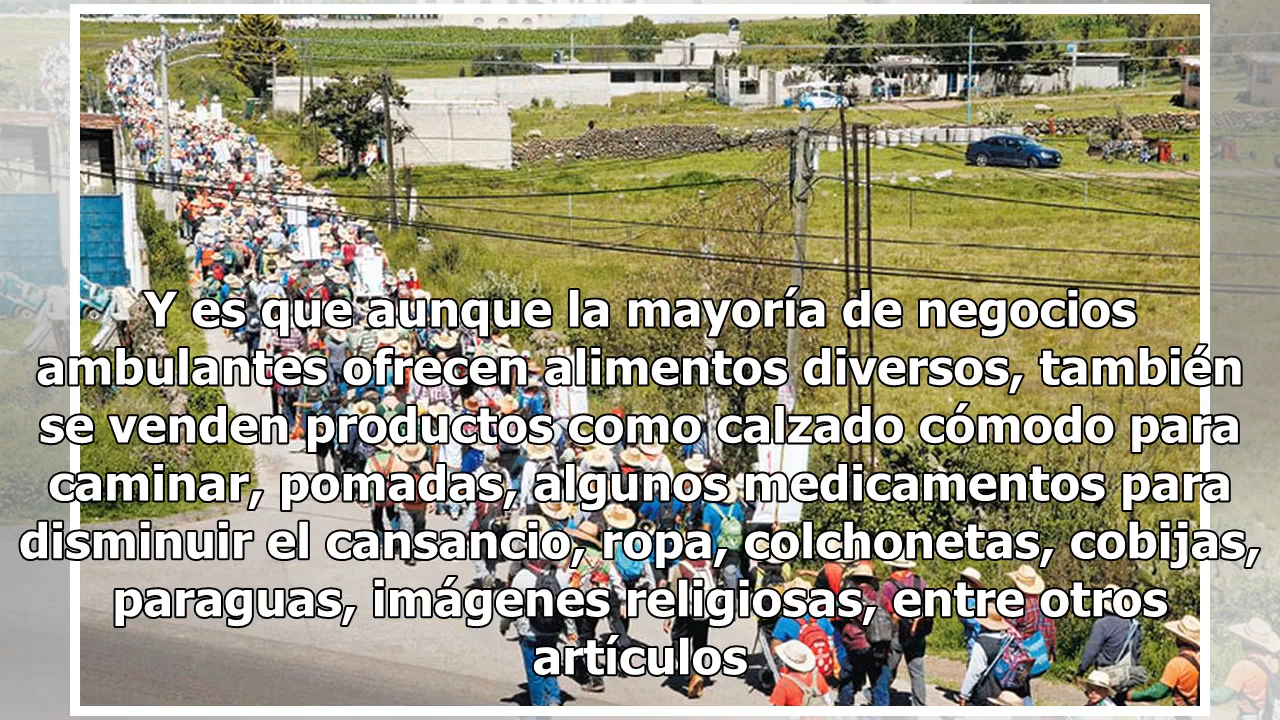 Y es que aunque la mayoría de negocios
ambulantes ofrecen alimentos diversos, también
se venden productos como calzado cómodo para
caminar, pomadas, algunos medicamentos para
disminuir el cansancio, ropa, colchonetas, cobijas,
paraguas, imágenes religiosas, entre otros
artículos